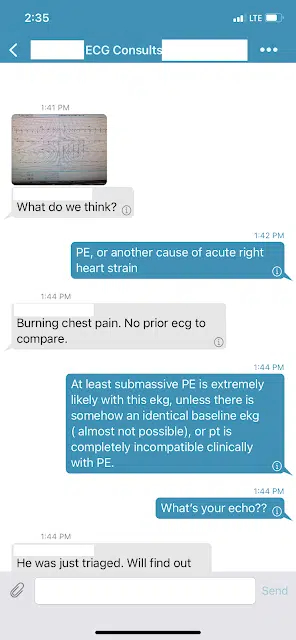 2:35
LTE
ECG Consults
1:41 PM
What do we think?
1:42 PM
PE, or another cause of acute right
heart strain
1:44 PM
Burning chest pain. No prior ecg to
compare.
1:44 PM
At least submassive PE is extremely
likely with this ekg, unless there is
somehow an identical baseline ekg
( almost not possible), or pt is
completely incompatible clinically
with PE.
1:44 PM
What's your echo??
1:44 PM
He was just triaged. Will find out
Send